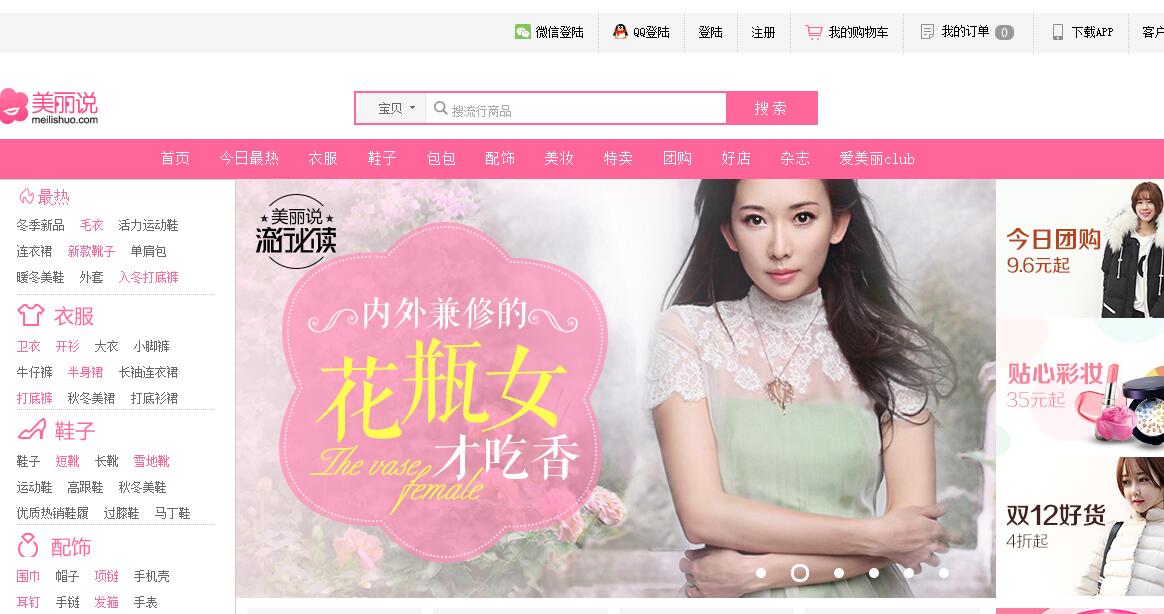 微信登陆 QQ登陆 登陆 注册 我的购物车 我的订单 0 下载APP 客户
美丽说
meilishuo.com
宝贝 搜流行商品 搜索
首页 今日最热 衣服 鞋子 包包 配饰 美妆 特卖 团购 好店 杂志 爱美丽club
最热
冬季新品 毛衣 活力运动鞋
连衣裙 新款靴子 单肩包
暖冬美鞋 外套 入冬打底裤
衣服
卫衣 开衫 大衣 小脚裤
牛仔裤 半身裙 长袖连衣裙
打底裤 秋冬美裙 打底衫裙
鞋子
鞋子 短靴 长靴 雪地靴
运动鞋 高跟鞋 秋冬美鞋
优质热销鞋履 过膝鞋 马丁鞋
配饰
围巾 帽子 项链 手机壳
耳钉 手链 发箍 手表
美丽说
流行必读
内外兼修的
花瓶女
才吃香
The vase
female
今日团购
9.6元起
贴心彩妆
35元起
双12好货
4折起